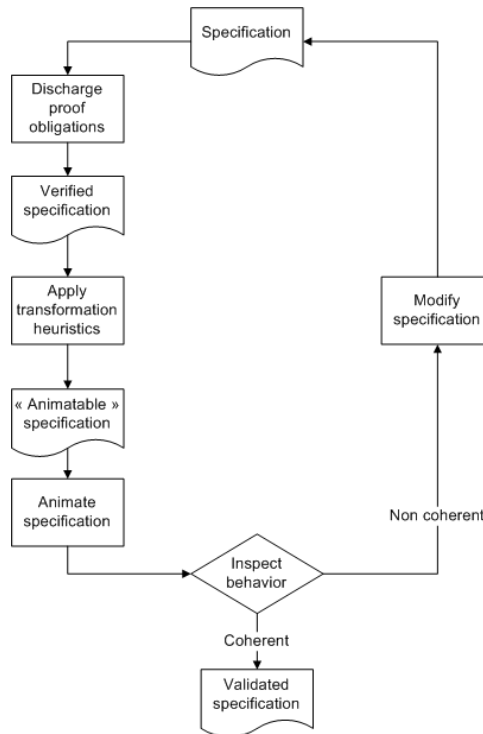 Specification
Discharge
proof
obligations
Verified
specification
Apply
transformation
heuristics
Modify
specification
« Animatable »
specification
Animate
specification
Non coherent
Inspect
behavior
Coherent
Validated
specification